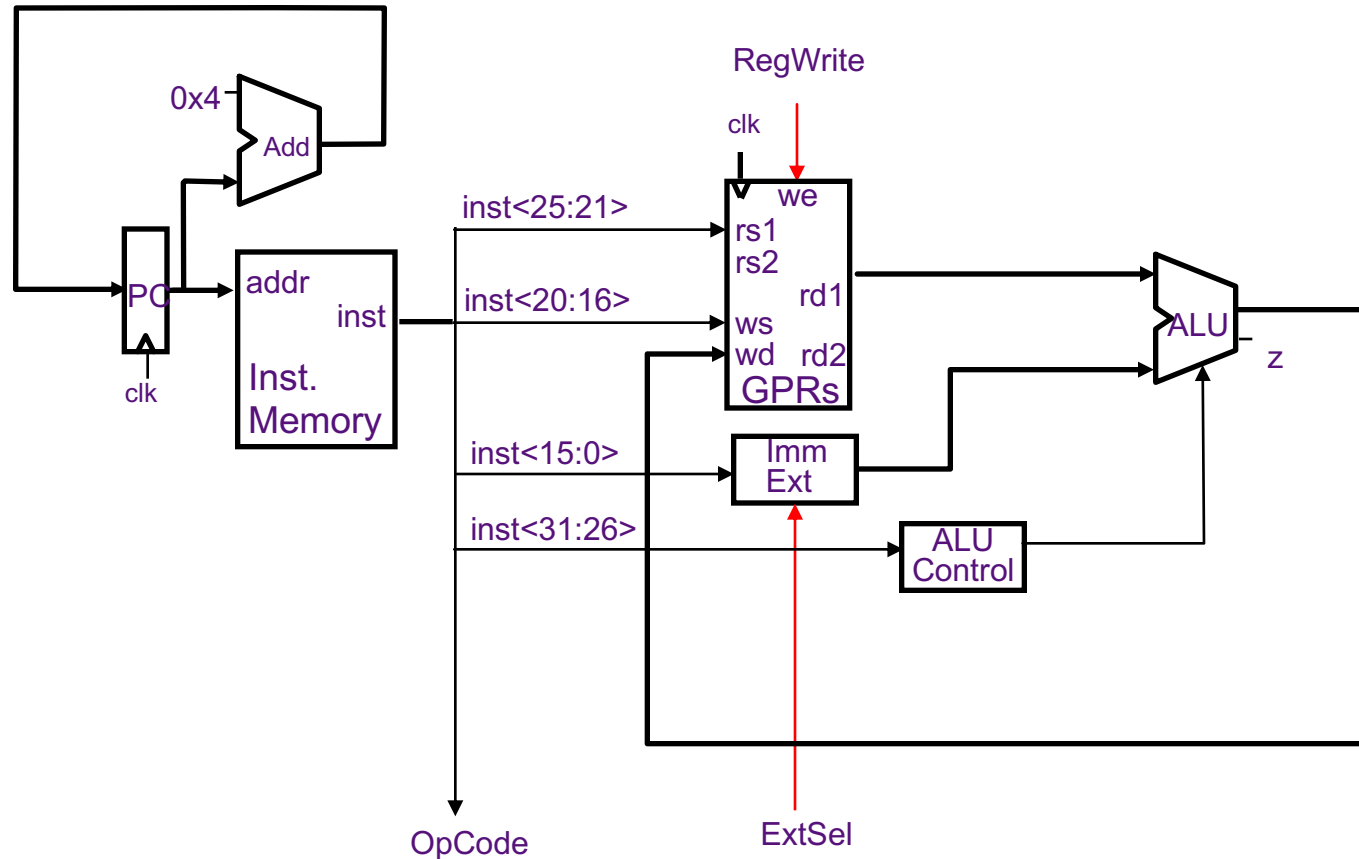 RegWrite
0x4
Add
clk
we
inst<25:21>
rs1
rs2
PC
addr
inst
rd1
inst<20:16>
ws
wd
rd2
GPRs
ALU
z
clk
Inst.
Memory
inst<15:0>
Imm
Ext
inst<31:26>
ALU
Control
OpCode
ExtSel